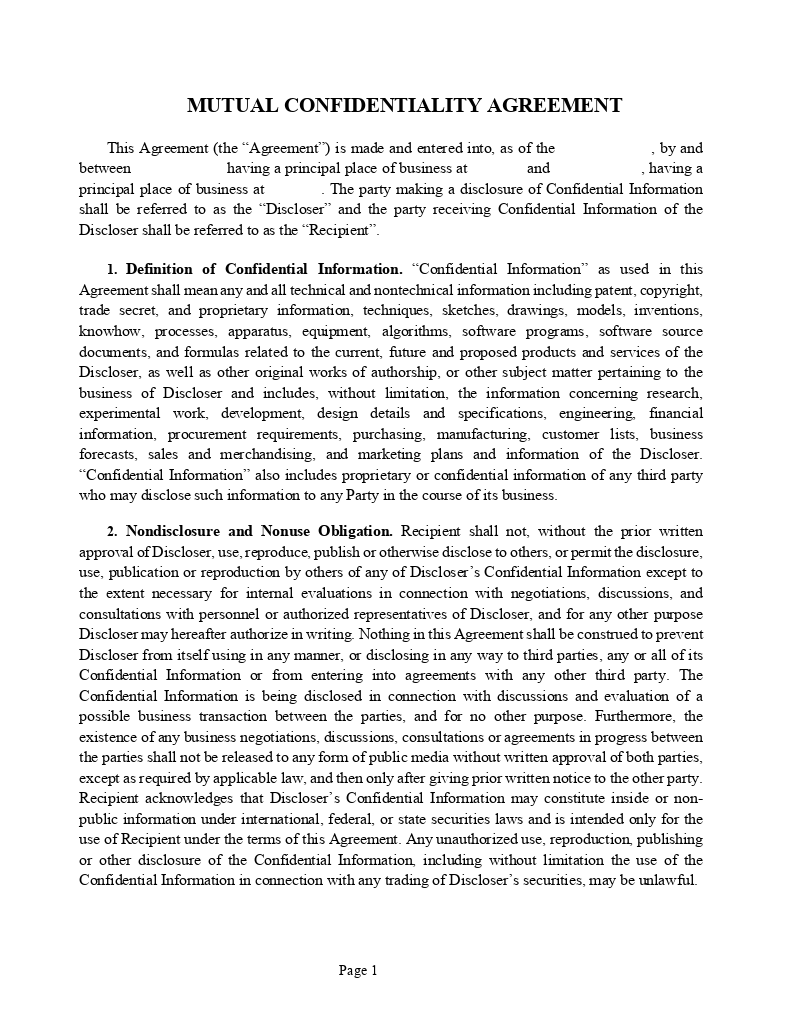 MUTUAL CONFIDENTIALITY AGREEMENT
This Agreement (the “Agreement”) is made and entered into, as of the , by and
between having a principal place of business at and , having a
principal place of business at . The party making a disclosure of Confidential Information
shall be referred to as the “Discloser” and the party receiving Confidential Information of the
Discloser shall be referred to as the “Recipient”.
1. Definition of Confidential Information. “Confidential Information” as used in this
Agreement shall mean any and all technical and nontechnical information including patent, copyright,
trade secret, and proprietary information, techniques, sketches, drawings, models, inventions,
knowhow, processes, apparatus, equipment, algorithms, software programs, software source
documents, and formulas related to the current, future and proposed products and services of the
Discloser, as well as other original works of authorship, or other subject matter pertaining to the
business of Discloser and includes, without limitation, the information concerning research,
experimental work, development, design details and specifications, engineering, financial
information, procurement requirements, purchasing, manufacturing, customer lists, business
forecasts, sales and merchandising, and marketing plans and information of the Discloser.
“Confidential Information” also includes proprietary or confidential information of any third party
who may disclose such information to any Party in the course of its business.
2. Nondisclosure and Nonuse Obligation. Recipient shall not, without the prior written
approval of Discloser, use, reproduce, publish or otherwise disclose to others, or permit the disclosure,
use, publication or reproduction by others of any of Discloser’s Confidential Information except to
the extent necessary for internal evaluations in connection with negotiations, discussions, and
consultations with personnel or authorized representatives of Discloser, and for any other purpose
Discloser may hereafter authorize in writing. Nothing in this Agreement shall be construed to prevent
Discloser from itself using in any manner, or disclosing in any way to third parties, any or all of its
Confidential Information or from entering into agreements with any other third party. The
Confidential Information is being disclosed in connection with discussions and evaluation of a
possible business transaction between the parties, and for no other purpose. Furthermore, the
existence of any business negotiations, discussions, consultations or agreements in progress between
the parties shall not be released to any form of public media without written approval of both parties,
except as required by applicable law, and then only after giving prior written notice to the other party.
Recipient acknowledges that Discloser’s Confidential Information may constitute inside or non-
public information under international, federal, or state securities laws and is intended only for the
use of Recipient under the terms of this Agreement. Any unauthorized use, reproduction, publishing
or other disclosure of the Confidential Information, including without limitation the use of the
Confidential Information in connection with any trading of Discloser’s securities, may be unlawful.
Page 1